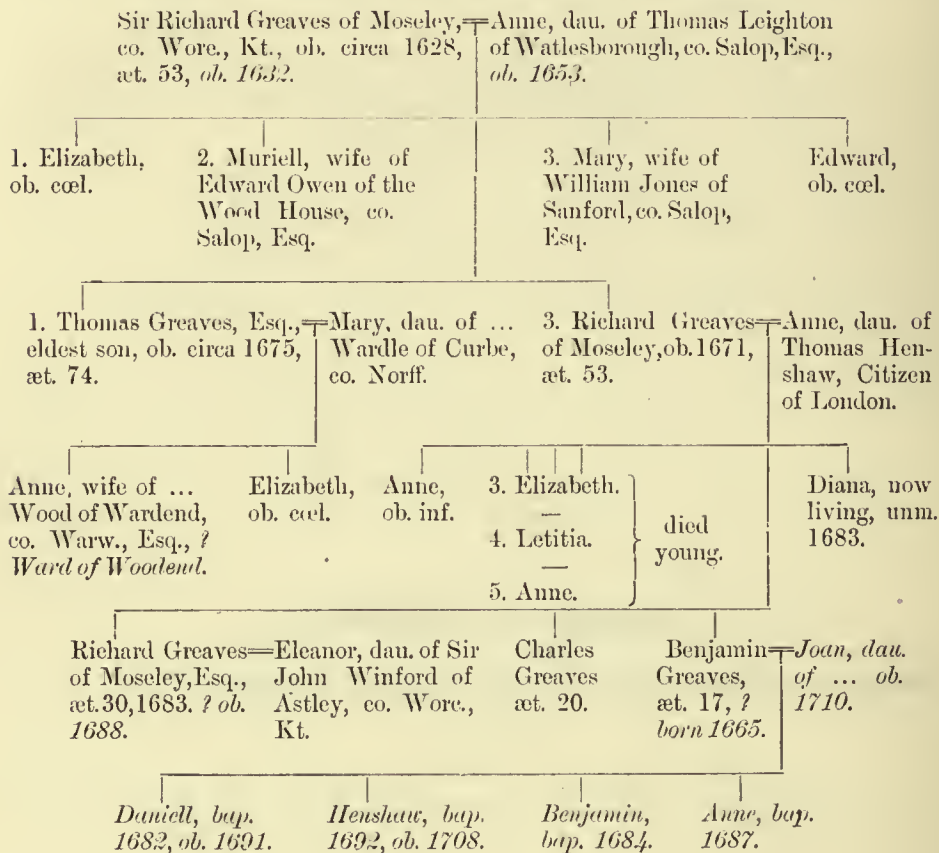 Sir Richard Greaves of Moseley,
co. Worc., Kt., ob. circa 1628,
æt. 53, ob. 1632.
Anne, dau. of Thomas Leighton
of Watlesborough, co. Salop, Esq.,
ob. 1653.
1. Elizabeth,
ob. cœl.
2. Muriell, wife of
Edward Owen of the
Wood House, co.
Salop, Esq.
3. Mary, wife of
William Jones of
Sanford, co. Salop,
Esq.
Edward,
ob. cœl.
1. Thomas Greaves, Esq.,
eldest son, ob. circa 1675,
æt. 74.
Mary, dau. of ...
Wardle of Curbe,
co. Norff.
3. Richard Greaves
of Moseley, ob. 1671,
æt. 53.
Anne, dau. of
Thomas Hen-
shaw, Citizen
of London.
Anne, wife of ...
Wood of Wardend,
co. Warw., Esq., ?
Ward of Woodend.
Elizabeth,
ob. cœl.
Anne,
ob. inf.
3. Elizabeth.
—
4. Letitia.
—
5. Anne.
died
young.
Diana, now
living, unm.
1683.
Richard Greaves
of Moseley, Esq.,
æt. 30, 1683. ? ob.
1688.
Eleanor, dau. of Sir
John Winford of
Astley, co. Worc.,
Kt.
Charles
Greaves
æt. 20.
Benjamin
Greaves,
æt. 17, ?
born 1665.
Joan, dau.
of ... ob.
1710.
Daniell, bap.
1682, ob. 1691.
Henshaw, bap.
1692, ob. 1708.
Benjamin,
bap. 1684.
Anne, bap.
1687.